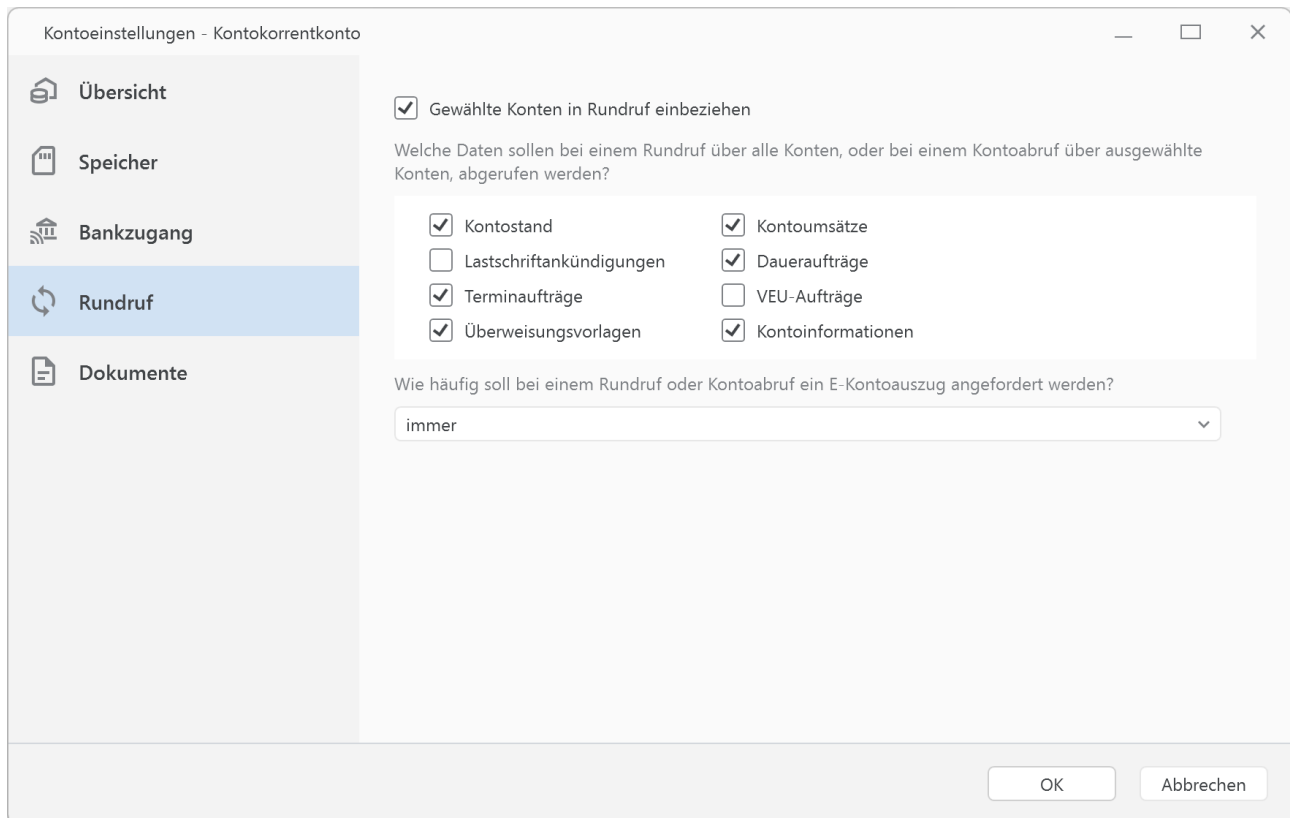 Kontoeinstellungen - Kontokorrentkonto
Übersicht
Speicher
Bankzugang
Rundruf
Dokumente
Gewählte Konten in Rundruf einbeziehen
Welche Daten sollen bei einem Rundruf über alle Konten, oder bei einem Kontoabruf über ausgewählte
Konten, abgerufen werden?
Kontostand
Kontoumsätze
Lastschriftankündigungen
Daueraufträge
Terminaufträge
VEU-Aufträge
Überweisungsvorlagen
Kontoinformationen
Wie häufig soll bei einem Rundruf oder Kontoabruf ein E-Kontoauszug angefordert werden?
immer
OK
Abbrechen